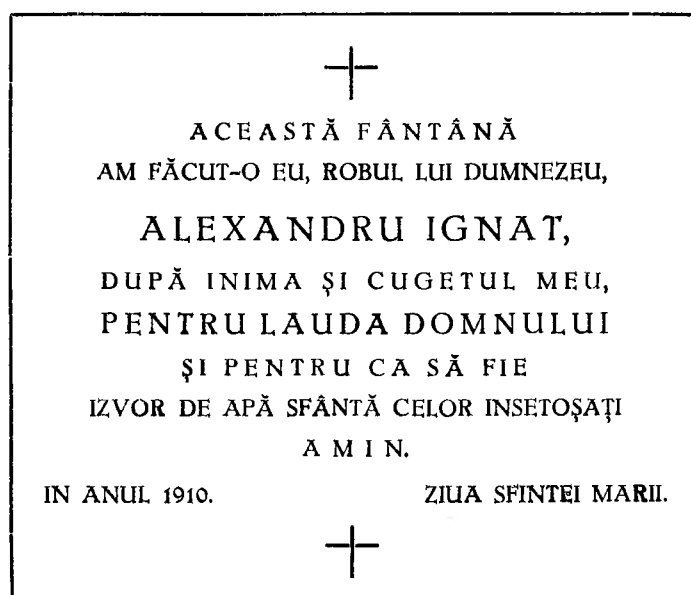 ACEASTĂ FÂNTÂNĂ
AM FĂCUT-O EU, ROBUL LUI DUMNEZEU,
ALEXANDRU IGNAT,
DUPĂ INIMA ŞI CUGETUL MEU,
PENTRU LAUDA DOMNULUI
ŞI PENTRU CA SĂ FIE
IZVOR DE APĂ SFÂNTĂ CELOR INSETOŞAŢI
AMIN.
IN ANUL 1910. ZIUA SFINTEI MARII.